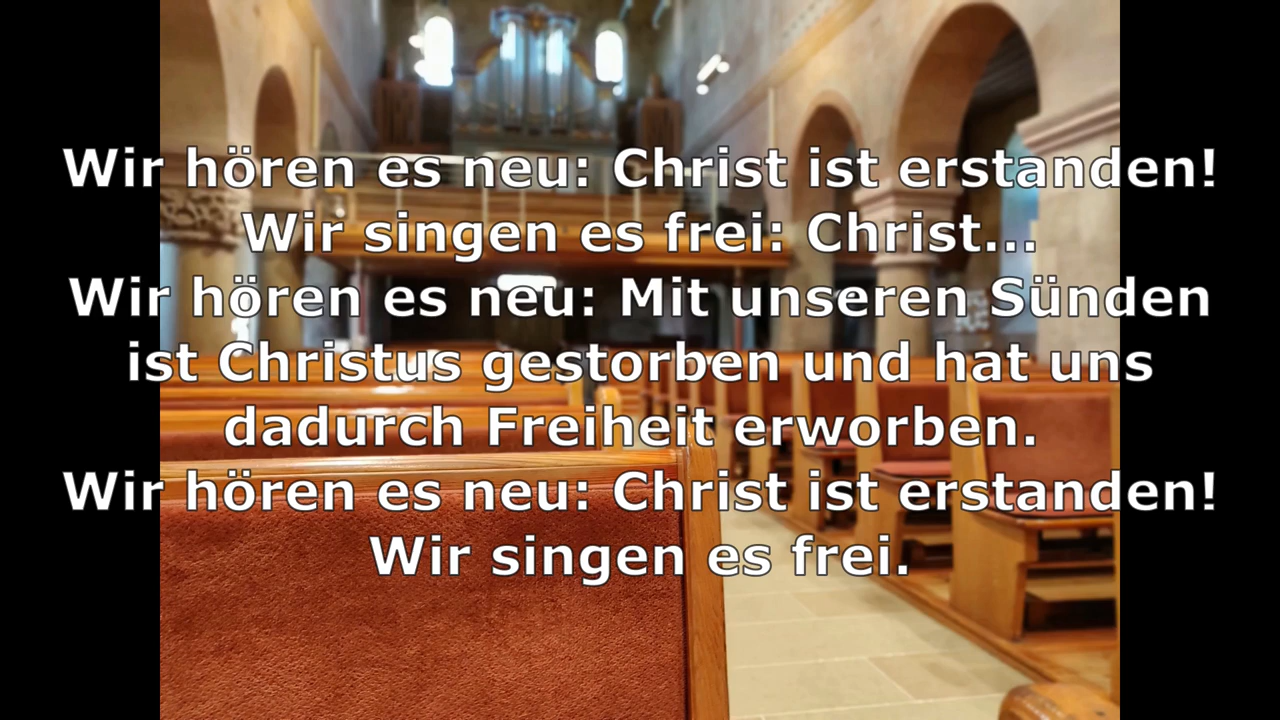 Wir hören es neu: Christ ist erstanden!
Wir singen es frei: Christ...
Wir hören es neu: Mit unseren Sünden
ist Christus gestorben und hat uns
dadurch Freiheit erworben.
Wir hören es neu: Christ ist erstanden!
Wir singen es frei.